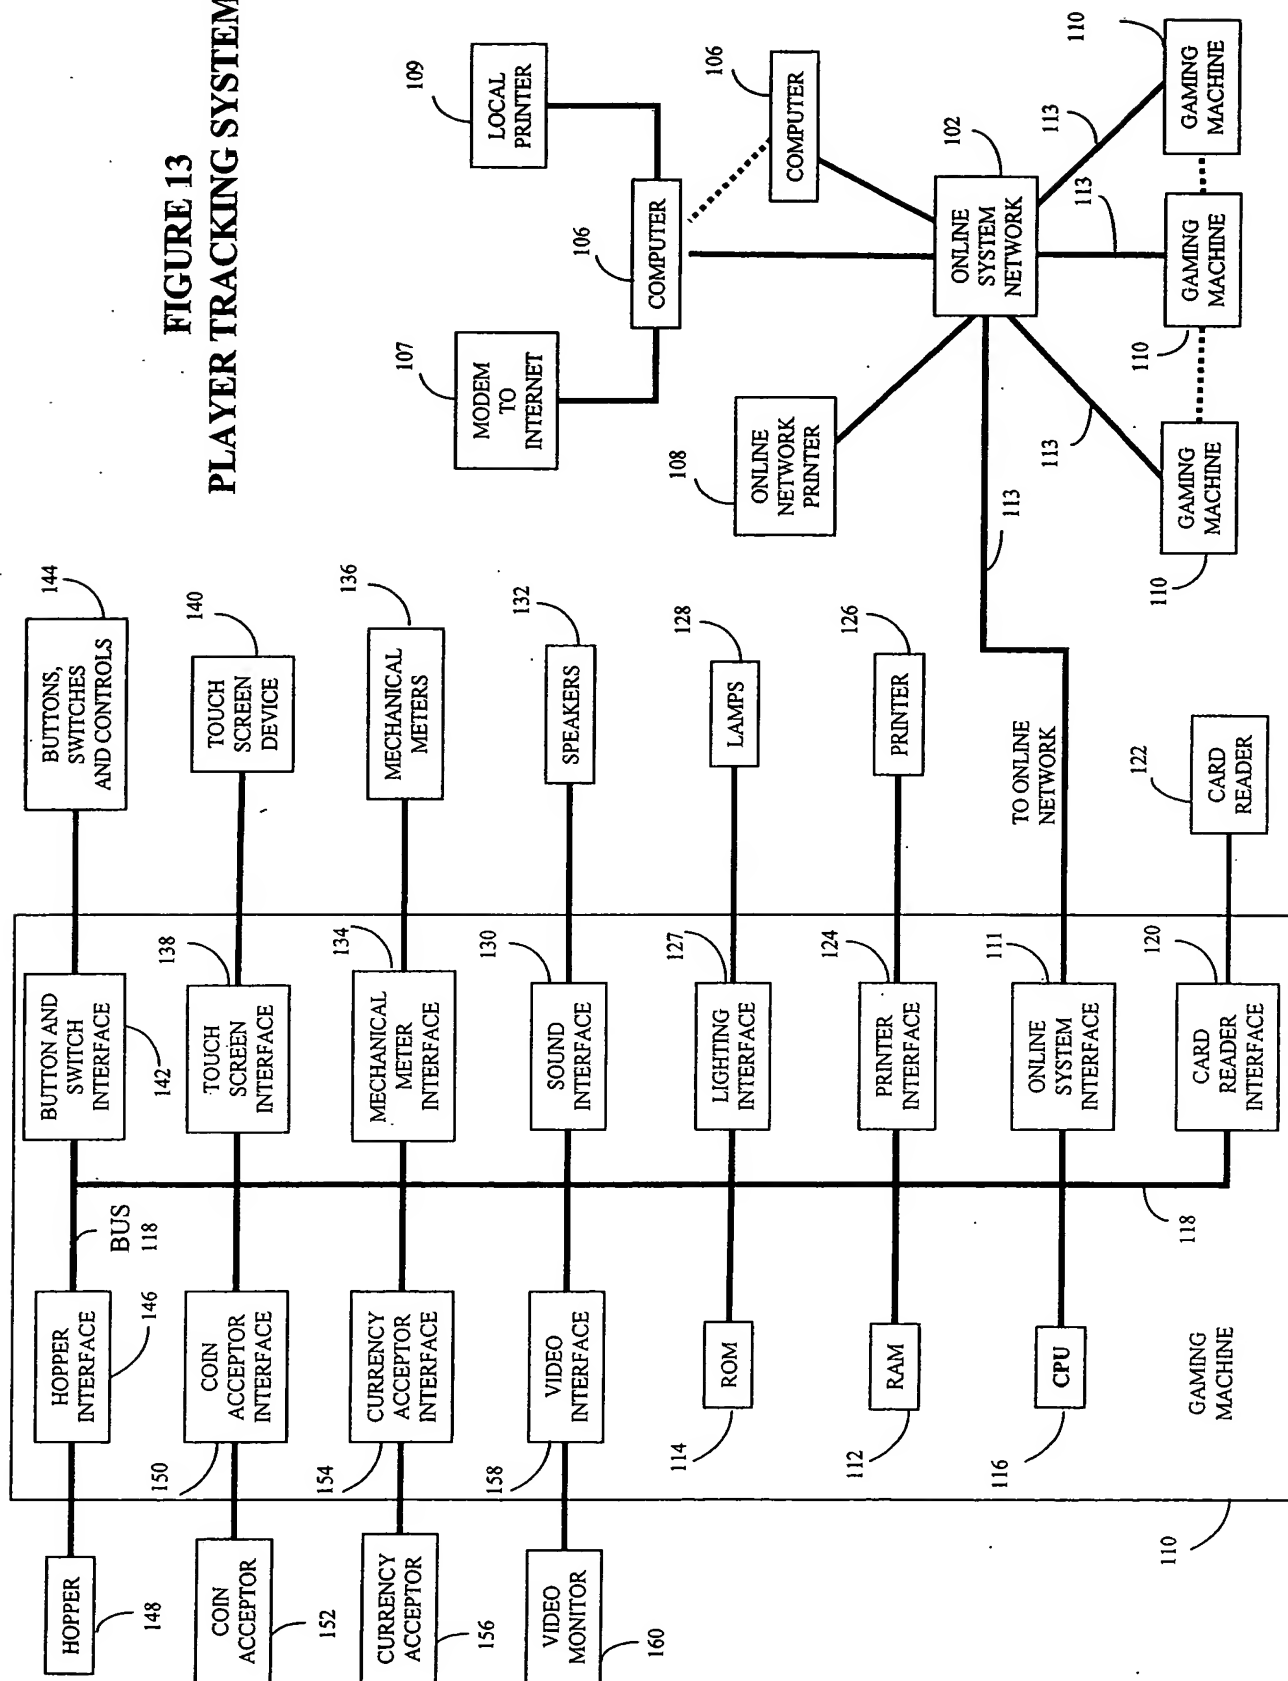 FIGURE 13
PLAYER TRACKING SYSTEM
HOPPER
148
HOPPER
INTERFACE
146
BUS
118
BUTTON AND
SWITCH
INTERFACE
142
BUTTONS,
SWITCHES
AND CONTROLS
144
COIN
ACCEPTOR
152
COIN
ACCEPTOR
INTERFACE
150
TOUCH
SCREEN
INTERFACE
138
TOUCH
SCREEN
DEVICE
140
CURRENCY
ACCEPTOR
156
CURRENCY
ACCEPTOR
INTERFACE
154
MECHANICAL
METER
INTERFACE
134
MECHANICAL
METERS
136
VIDEO
MONITOR
160
VIDEO
INTERFACE
158
SOUND
INTERFACE
130
SPEAKERS
132
ROM
114
LIGHTING
INTERFACE
127
LAMPS
128
RAM
112
PRINTER
INTERFACE
124
PRINTER
126
CPU
116
ONLINE
SYSTEM
INTERFACE
111
TO ONLINE
NETWORK
GAMING
MACHINE
110
118
CARD
READER
INTERFACE
120
CARD
READER
122
MODEM
TO
INTERNET
107
LOCAL
PRINTER
109
COMPUTER
106
COMPUTER
106
ONLINE
NETWORK
PRINTER
108
ONLINE
SYSTEM
NETWORK
102
113
113
113
113
GAMING
MACHINE
110
GAMING
MACHINE
110
GAMING
MACHINE
110